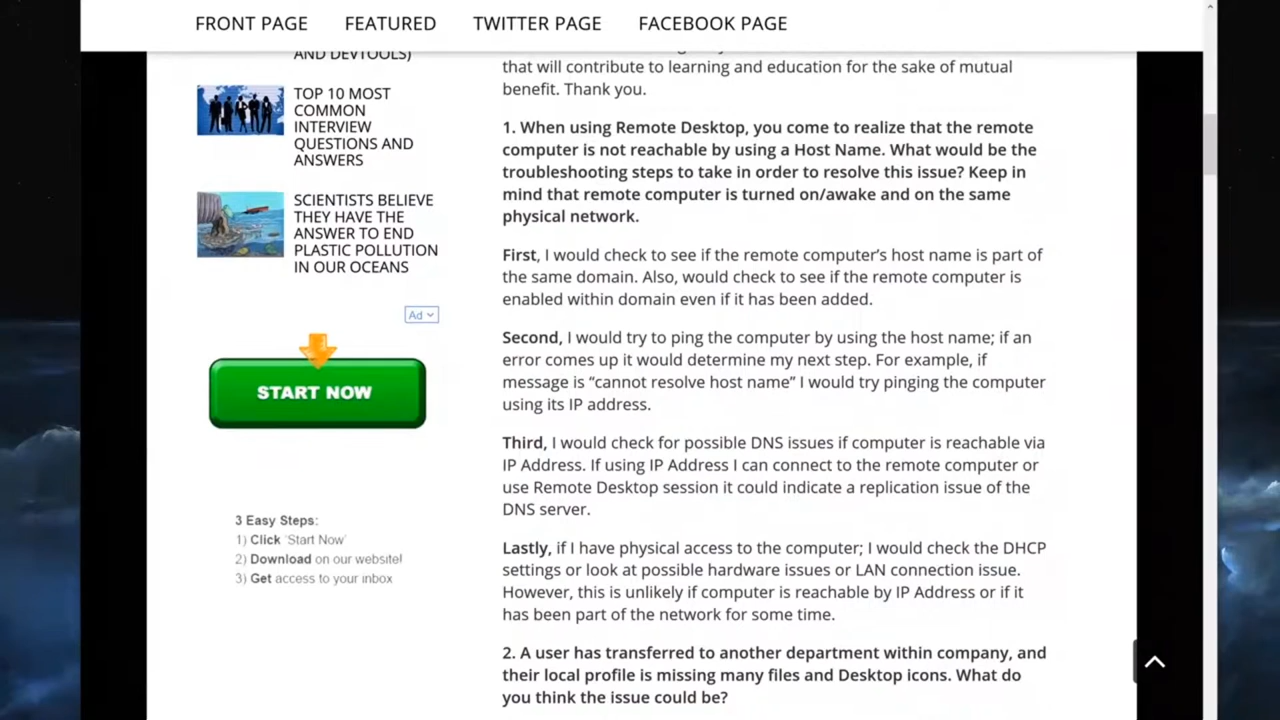 FRONT PAGE FEATURED TWITTER PAGE FACEBOOK PAGE
AND DEVTOOLS)
TOP 10 MOST
COMMON
INTERVIEW
QUESTIONS AND
ANSWERS
SCIENTISTS BELIEVE
THEY HAVE THE
ANSWER TO END
PLASTIC POLLUTION
IN OUR OCEANS
Ad
START NOW
3 Easy Steps:
1) Click 'Start Now'
2) Download on our website!
3) Get access to your inbox
that will contribute to learning and education for the sake of mutual
benefit. Thank you.
1. When using Remote Desktop, you come to realize that the remote
computer is not reachable by using a Host Name. What would be the
troubleshooting steps to take in order to resolve this issue? Keep in
mind that remote computer is turned on/awake and on the same
physical network.
First, I would check to see if the remote computer’s host name is part of
the same domain. Also, would check to see if the remote computer is
enabled within domain even if it has been added.
Second, I would try to ping the computer by using the host name; if an
error comes up it would determine my next step. For example, if
message is “cannot resolve host name” I would try pinging the computer
using its IP address.
Third, I would check for possible DNS issues if computer is reachable via
IP Address. If using IP Address I can connect to the remote computer or
use Remote Desktop session it could indicate a replication issue of the
DNS server.
Lastly, if I have physical access to the computer; I would check the DHCP
settings or look at possible hardware issues or LAN connection issue.
However, this is unlikely if computer is reachable by IP Address or if it
has been part of the network for some time.
2. A user has transferred to another department within company, and
their local profile is missing many files and Desktop icons. What do
you think the issue could be?